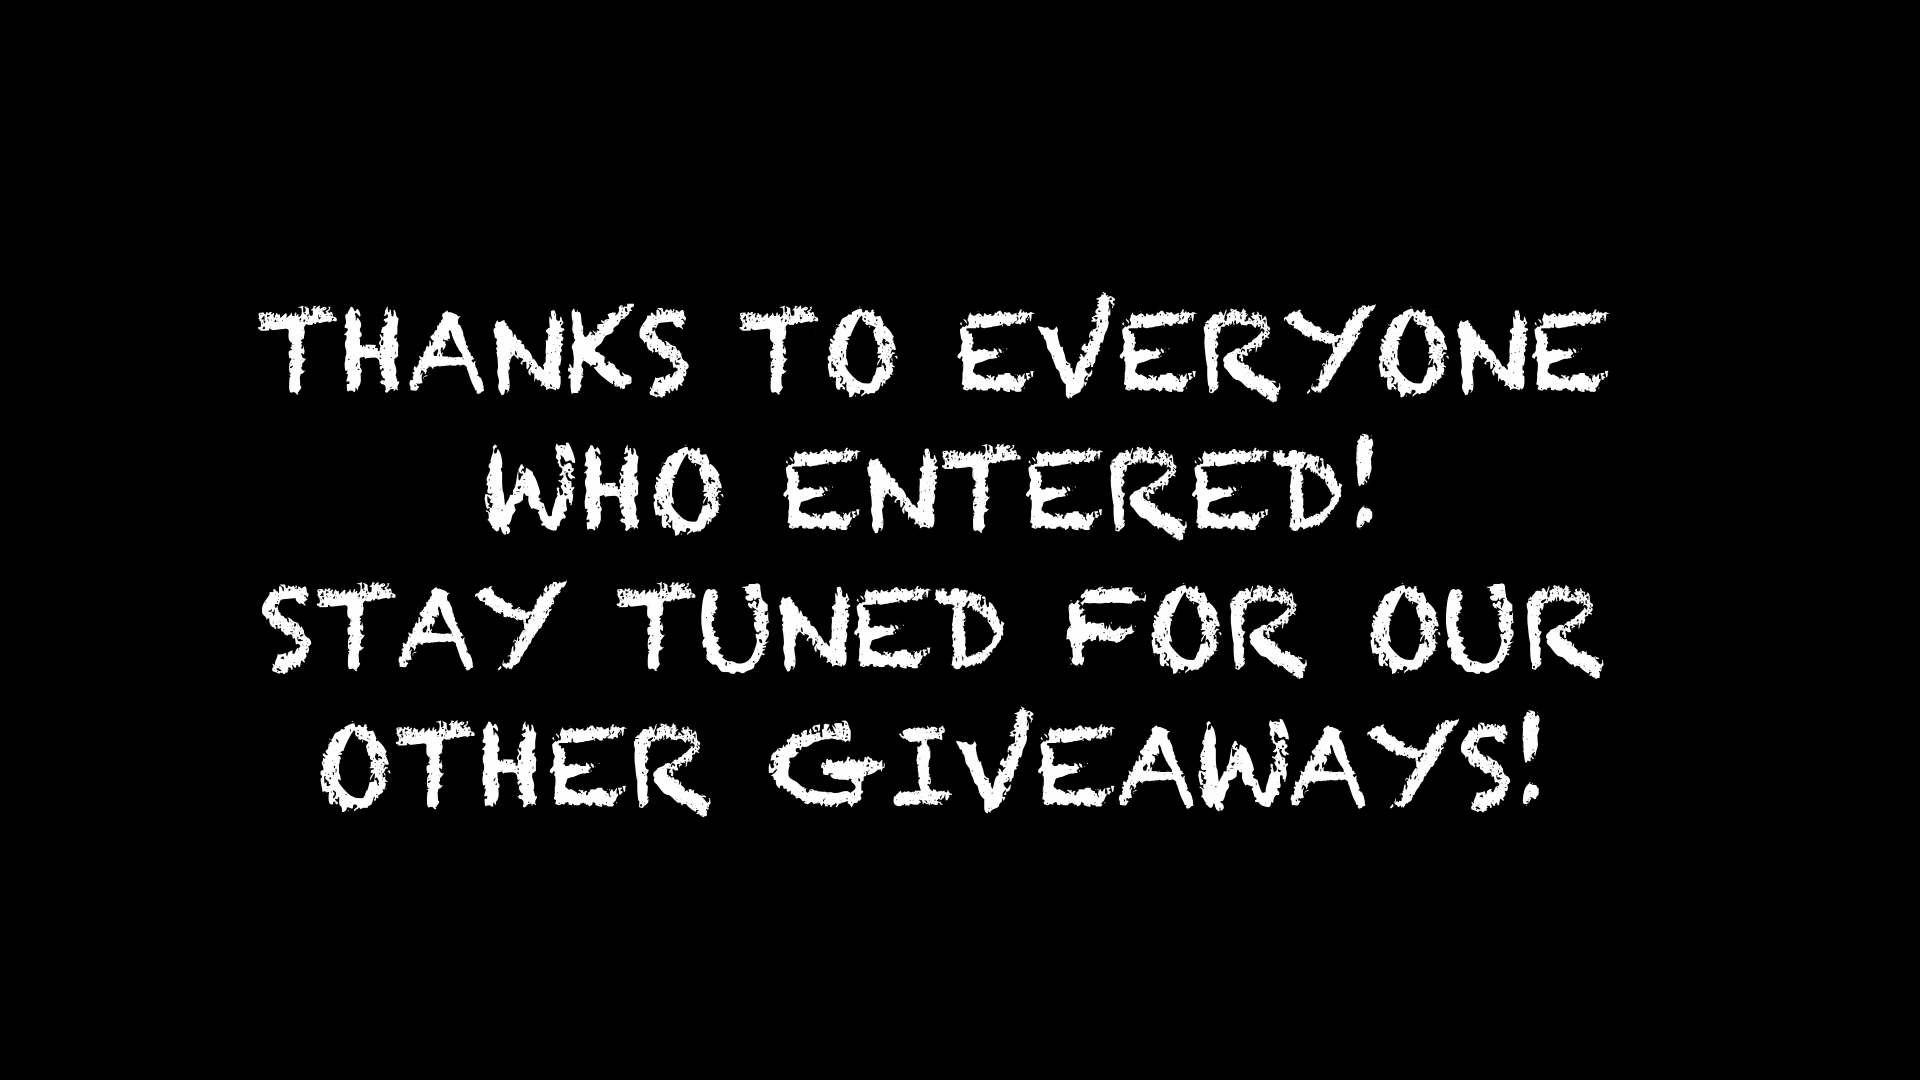 THANKS TO EVERYONE
WHO ENTERED!
STAY TUNED FOR OUR
OTHER GIVEAWAYS!